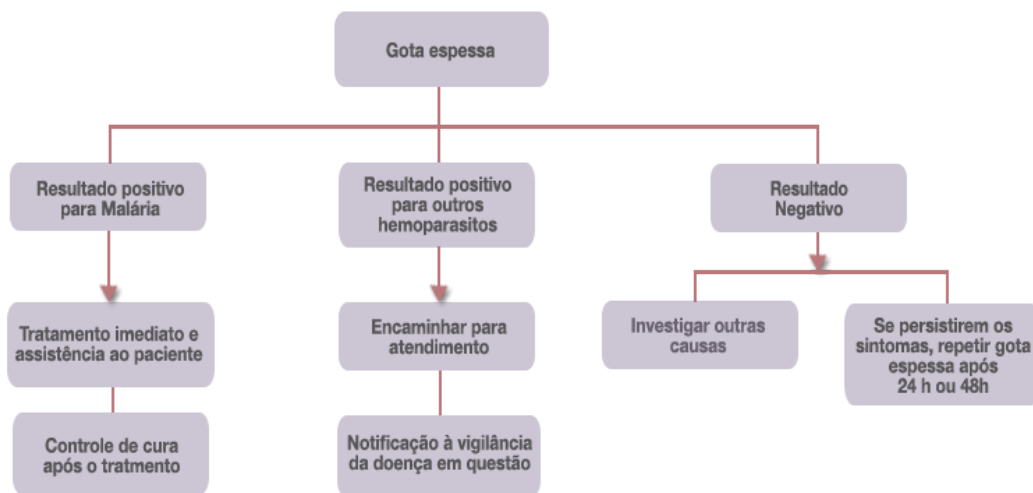 Gota espessa
Resultado positivo
para Malária
Resultado positivo
para outros
hemoparasitos
Resultado
Negativo
Tratamento imediato e
assistência ao paciente
Encaminhar para
atendimento
Investigar outras
causas
Se persistirem os
sintomas, repetir gota
espessa após
24 h ou 48h
Controle de cura
após o tratmento
Notificação à vigilância
da doença em questão